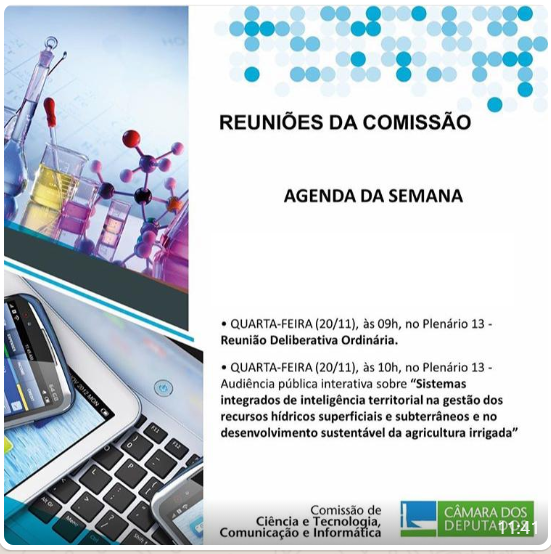 REUNIÕES DA COMISSÃO
AGENDA DA SEMANA
• QUARTA-FEIRA (20/11), às 09h, no Plenário 13 -
Reunião Deliberativa Ordinária.
• QUARTA-FEIRA (20/11), às 10h, no Plenário 13 -
Audiência pública interativa sobre “Sistemas
integrados de inteligência territorial na gestão dos
recursos hídricos superficiais e subterrâneos e no
desenvolvimento sustentável da agricultura irrigada”
Comissão de
Ciência e Tecnologia,
Comunicação e Informática
CÂMARA DOS
DEPUTADOS
11:41